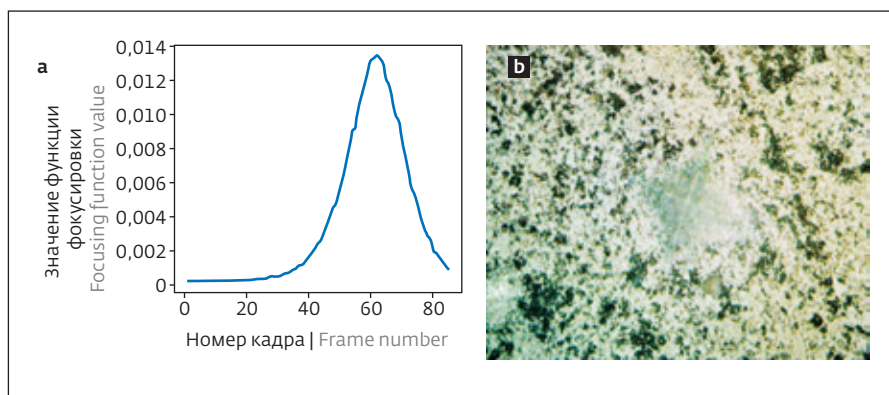 a
0,014
0,012
0,010
0,008
0,006
0,004
0,002
0
Значение функции
фокусировки
Focusing function value
0 20 40 60 80
Номер кадра | Frame number
b